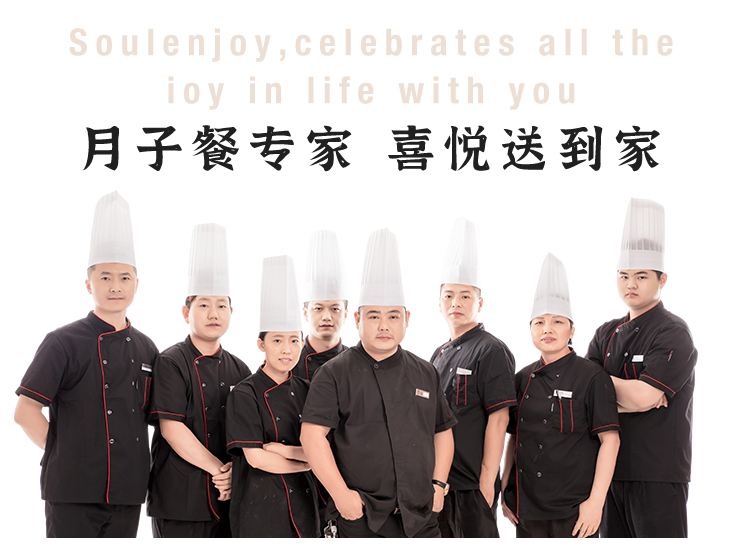 Soulenjoy,celebrates all the
ioy in life with you
月子餐专家 喜悦送到家